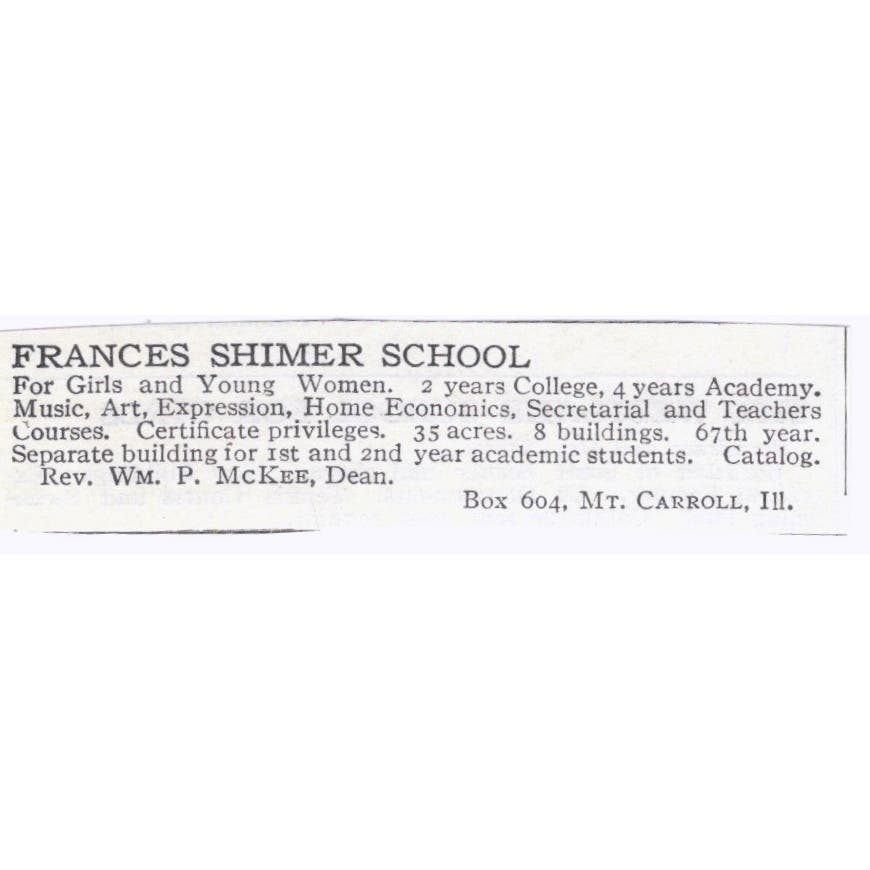 FRANCES SHIMER SCHOOL
For Girls and Young Women. 2 years College, 4 years Academy.
Music, Art, Expression, Home Economics, Secretarial and Teachers
Courses. Certificate privileges. 35 acres. 8 buildings. 67th year.
Separate building for 1st and 2nd year academic students. Catalog.
Rev. WM. P. MCKEE, Dean.
Box 604, MT. CARROLL, Ill.